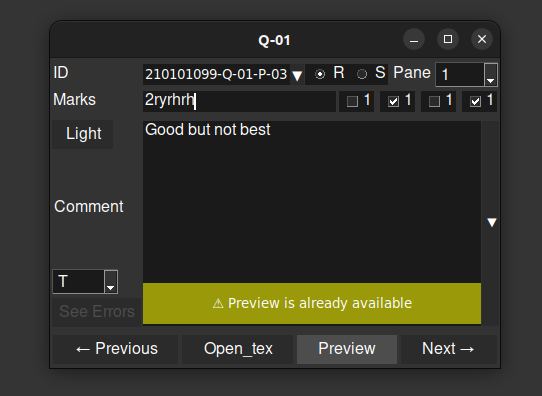 Q-01
ID 210101099-Q-01-P-03 ▼ R S Pane 1
Marks 2ryrhrh 1 1 1 1
Light
Good but not best
Comment
▼
T
See Errors
⚠ Preview is already available
← Previous Open_tex Preview Next →